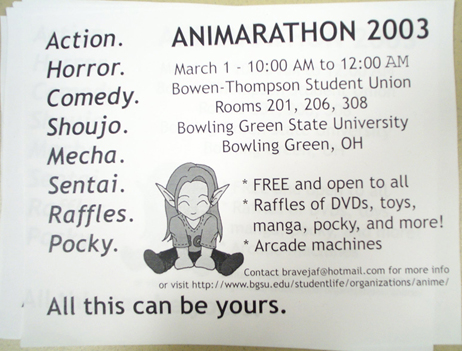 Action.
Horror.
Comedy.
Shoujo.
Mecha.
Sentai.
Raffles.
Pocky.
ANIMARATHON 2003
March 1 - 10:00 AM to 12:00 AM
Bowen-Thompson Student Union
Rooms 201, 206, 308
Bowling Green State University
Bowling Green, OH
* FREE and open to all
* Raffles of DVDs, toys,
manga, pocky, and more!
* Arcade machines
Contact bravejaf@hotmail.com for more info
or visit http://www.bgsu.edu/studentlife/organizations/anime/
All this can be yours.